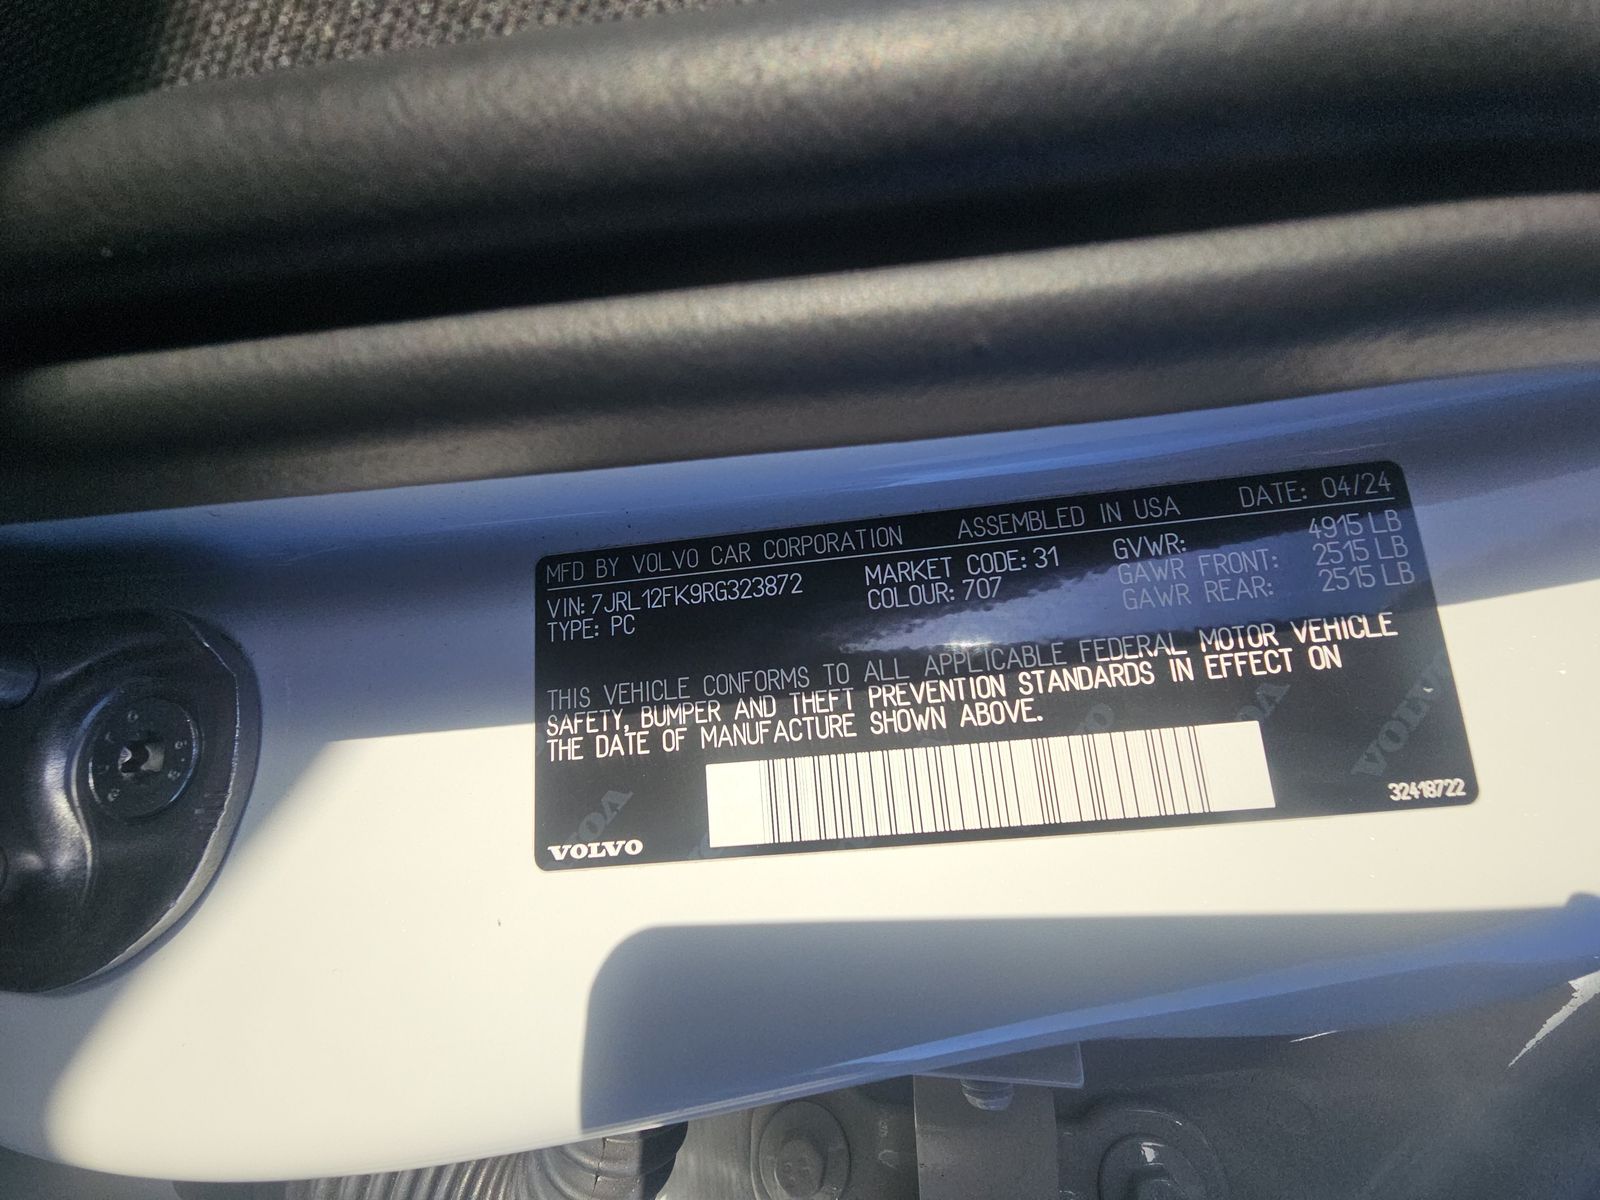 MFD BY VOLVO CAR CORPORATION ASSEMBLED IN USA DATE: 04/24
VIN: 7JRL12FK9RG323872 MARKET CODE: 31 GVWR: 4915 LB
TYPE: PC COLOUR: 707 GAWR FRONT: 2515 LB
GAWR REAR: 2515 LB
THIS VEHICLE CONFORMS TO ALL APPLICABLE FEDERAL MOTOR VEHICLE
SAFETY, BUMPER AND THEFT PREVENTION STANDARDS IN EFFECT ON
THE DATE OF MANUFACTURE SHOWN ABOVE.
32418722
VOLVO